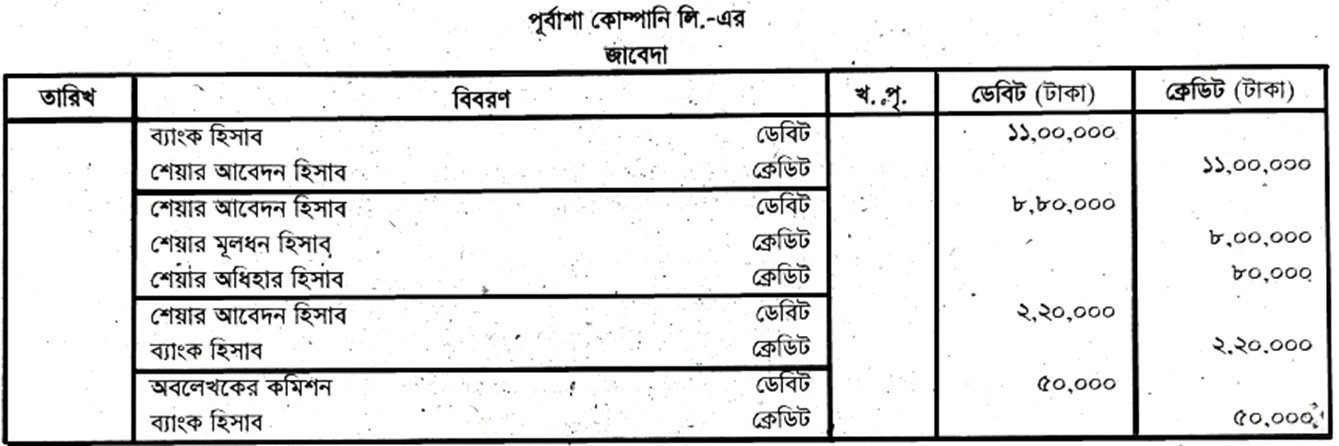 পূর্বাশা কোম্পানি লি.-এর
জাবেদা
তারিখ বিবরণ খ. পৃ. ডেবিট (টাকা) ক্রেডিট (টাকা)
ব্যাংক হিসাব ডেবিট ১১,০০,০০০
শেয়ার আবেদন হিসাব ক্রেডিট ১১,০০,০০০
শেয়ার আবেদন হিসাব ডেবিট ৮,৮০,০০০
শেয়ার মূলধন হিসাব ক্রেডিট ৮,০০,০০০
শেয়ার অধিহার হিসাব ক্রেডিট ৮০,০০০
শেয়ার আবেদন হিসাব ডেবিট ২,২০,০০০
ব্যাংক হিসাব ক্রেডিট ২.২০.০০০
অবলেখকের কমিশন ডেবিট ৫০,০০০
ব্যাংক হিসাব ক্রেডিট ৫০,০০০